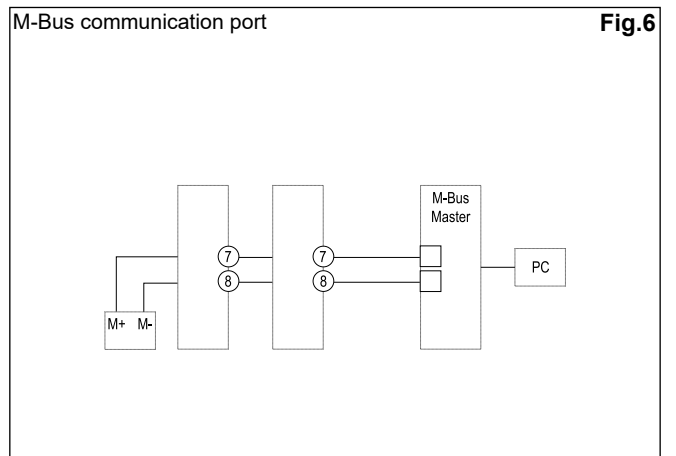 M-Bus communication port Fig.6
M-Bus
Master
7 7
8 8
PC
M+ M-